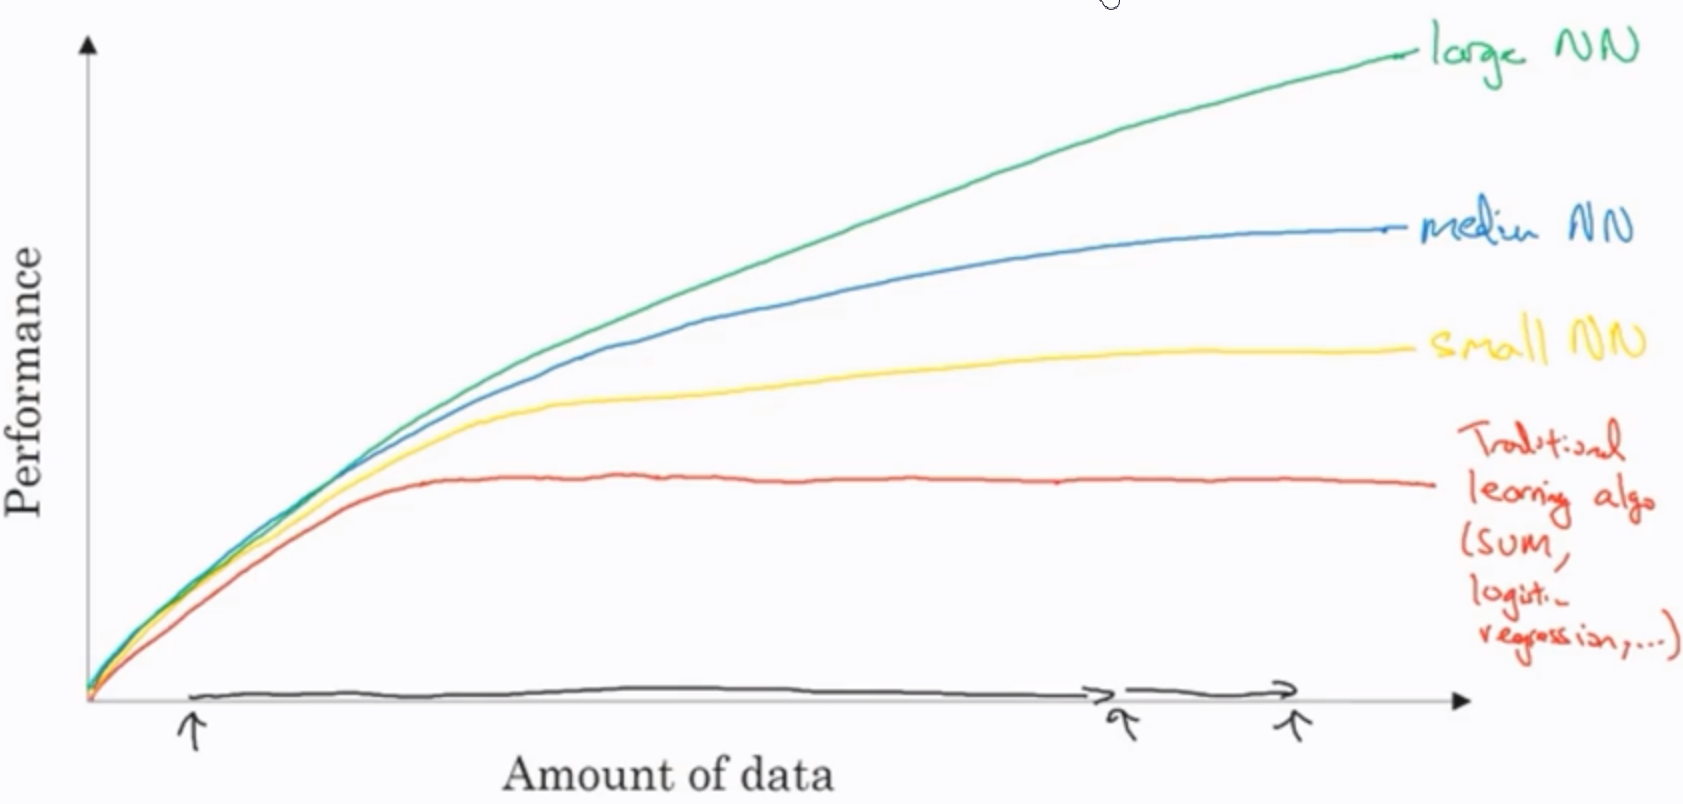 large NN
medium NN
small NN
Traditional
learning algo
(SVM,
logistic
regression,...)
Performance
Amount of data